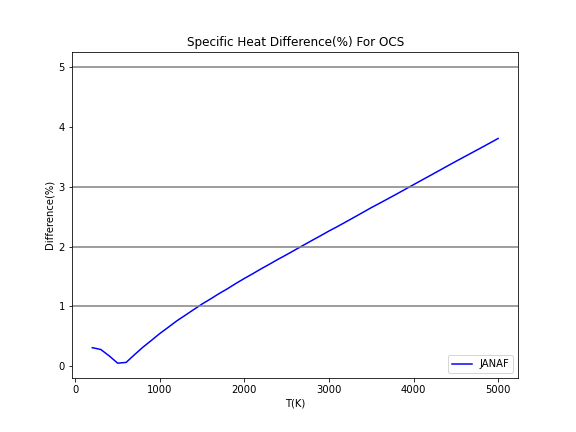 Specific Heat Difference(%) For OCS
5
4
3
2
1
0
Difference(%)
0 1000 2000 3000 4000 5000
T(K)
JANAF